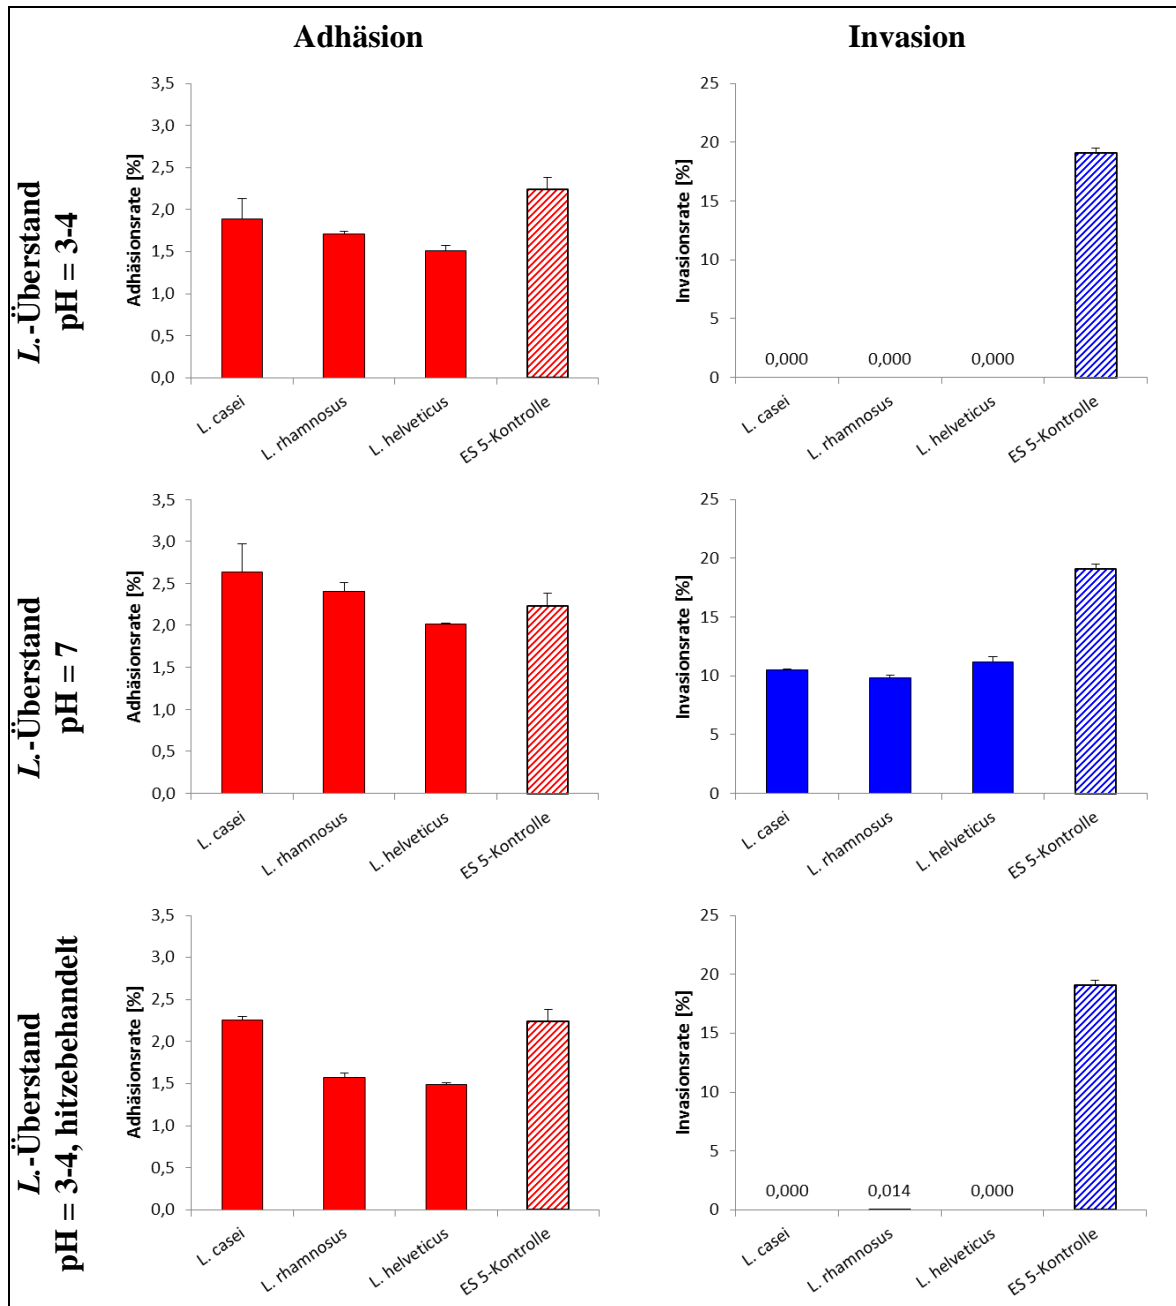 Adhäsion
Invasion
L.-Überstand
pH = 3-4
Adhäsionsrate [%]
3,5
3,0
2,5
2,0
1,5
1,0
0,5
0,0
L. casei
L. rhamnosus
L. helveticus
ES 5-Kontrolle
Invasionsrate [%]
25
20
15
10
5
0
0,000
0,000
0,000
L. casei
L. rhamnosus
L. helveticus
ES 5-Kontrolle
L.-Überstand
pH = 7
Adhäsionsrate [%]
3,5
3,0
2,5
2,0
1,5
1,0
0,5
0,0
L. casei
L. rhamnosus
L. helveticus
ES 5-Kontrolle
Invasionsrate [%]
25
20
15
10
5
0
L. casei
L. rhamnosus
L. helveticus
ES 5-Kontrolle
L.-Überstand
pH = 3-4, hitzebehandelt
Adhäsionsrate [%]
3,5
3,0
2,5
2,0
1,5
1,0
0,5
0,0
L. casei
L. rhamnosus
L. helveticus
ES 5-Kontrolle
Invasionsrate [%]
25
20
15
10
5
0
0,000
0,014
0,000
L. casei
L. rhamnosus
L. helveticus
ES 5-Kontrolle